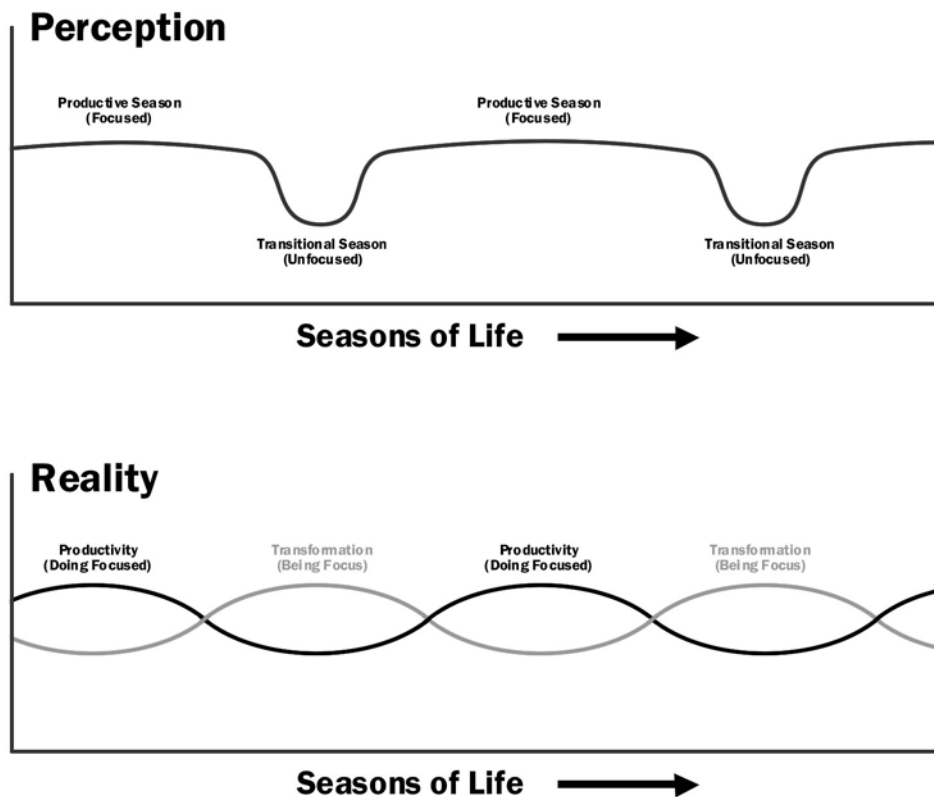 Perception
Productive Season
(Focused)
Productive Season
(Focused)
Transitional Season
(Unfocused)
Transitional Season
(Unfocused)
Seasons of Life
Reality
Productivity
(Doing Focused)
Transformation
(Being Focus)
Productivity
(Doing Focused)
Transformation
(Being Focus)
Seasons of Life